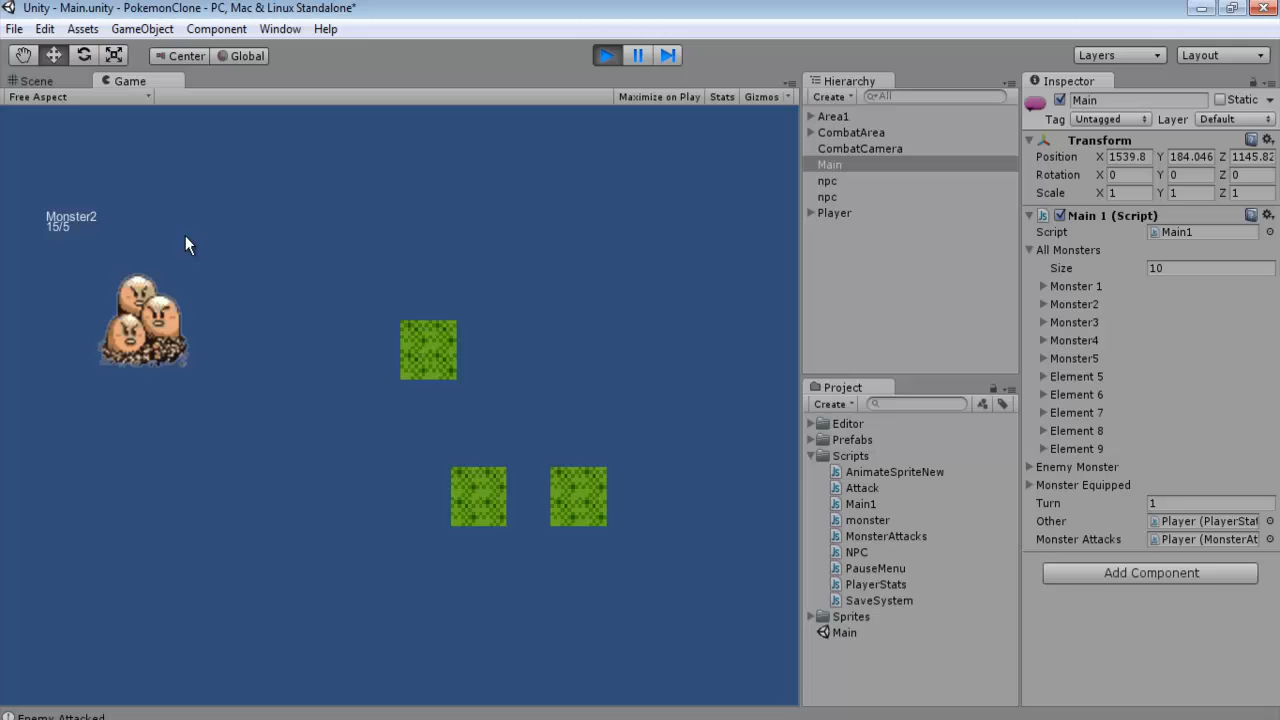 Unity - Main.unity - PokemonClone - PC, Mac & Linux Standalone*
File Edit Assets GameObject Component Window Help
Center Global Layers Layout
Scene Game
Free Aspect Maximize on Play Stats Gizmos
Monster2
15/5
Enemy Attacked
Hierarchy
Create All
Area1
CombatArea
CombatCamera
Main
npc
npc
Player
Project
Create
Editor
Prefabs
Scripts
AnimateSpriteNew
Attack
Main1
monster
MonsterAttacks
NPC
PauseMenu
PlayerStats
SaveSystem
Sprites
Main
Inspector
Main Static
Tag Untagged Layer Default
Transform
Position X 1539.8 Y 184.046 Z 1145.82
Rotation X 0 Y 0 Z 0
Scale X 1 Y 1 Z 1
Main 1 (Script)
Script Main1
All Monsters
Size 10
Monster 1
Monster2
Monster3
Monster4
Monster5
Element 5
Element 6
Element 7
Element 8
Element 9
Enemy Monster
Monster Equipped
Turn 1
Other Player (PlayerStat
Monster Attacks Player (MonsterAt
Add Component